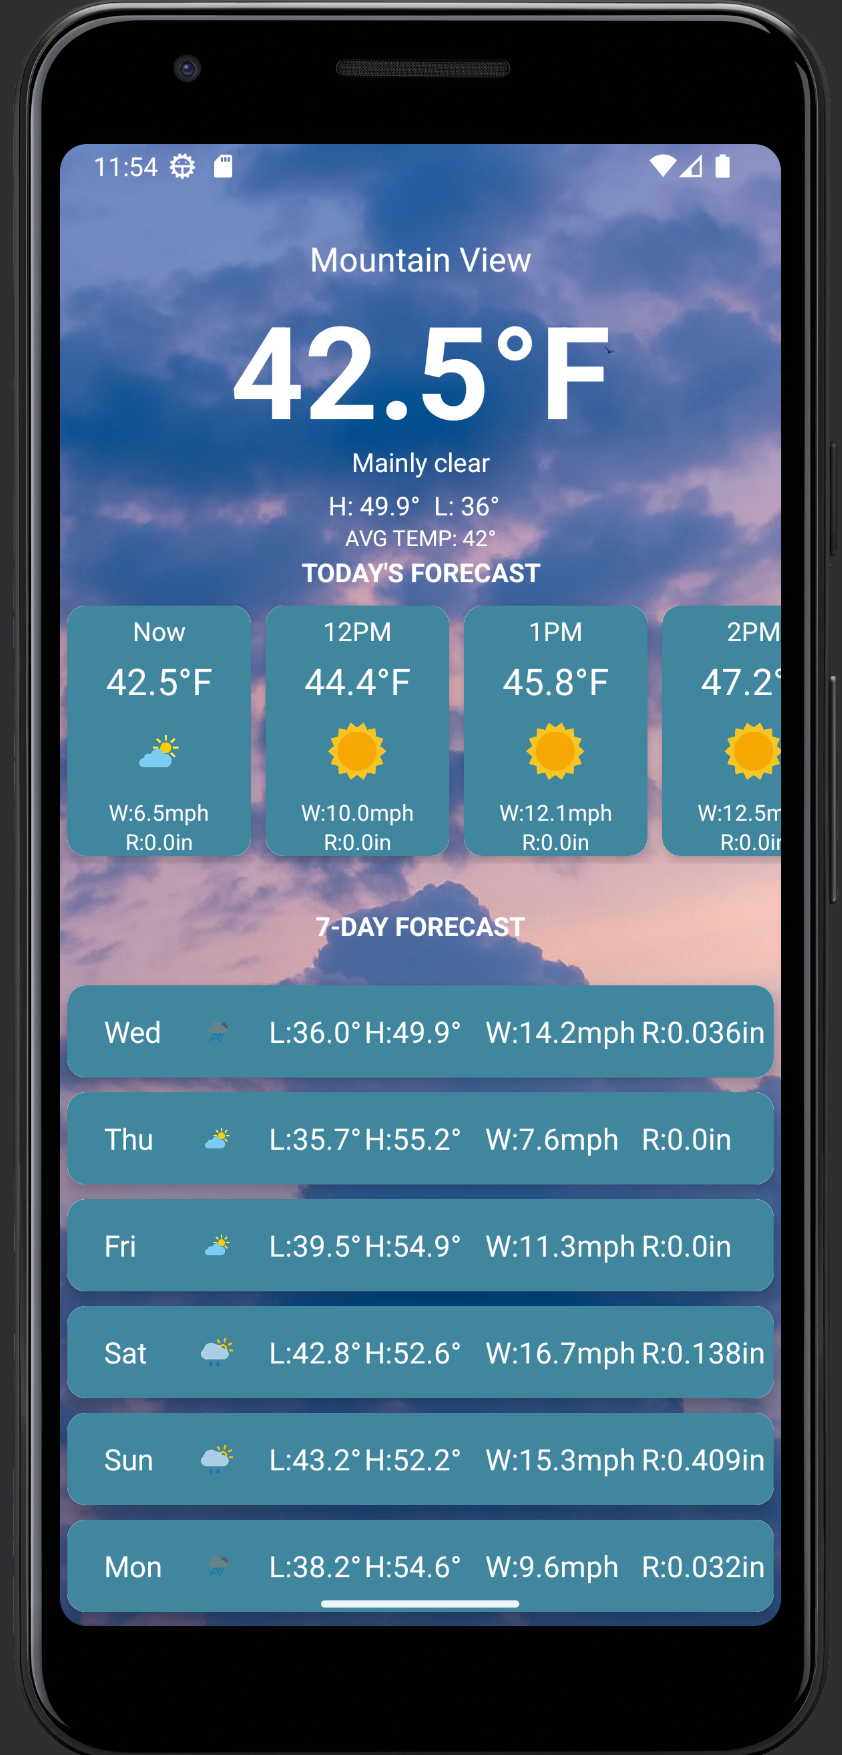 11:54
Mountain View
42.5°F
Mainly clear
H: 49.9° L: 36°
AVG TEMP: 42°
TODAY'S FORECAST
Now 12PM 1PM 2PM
42.5°F 44.4°F 45.8°F 47.2°
W:6.5mph W:10.0mph W:12.1mph W:12.5m
R:0.0in R:0.0in R:0.0in R:0.0in
7-DAY FORECAST
Wed L:36.0° H:49.9° W:14.2mph R:0.036in
Thu L:35.7° H:55.2° W:7.6mph R:0.0in
Fri L:39.5° H:54.9° W:11.3mph R:0.0in
Sat L:42.8° H:52.6° W:16.7mph R:0.138in
Sun L:43.2° H:52.2° W:15.3mph R:0.409in
Mon L:38.2° H:54.6° W:9.6mph R:0.032in